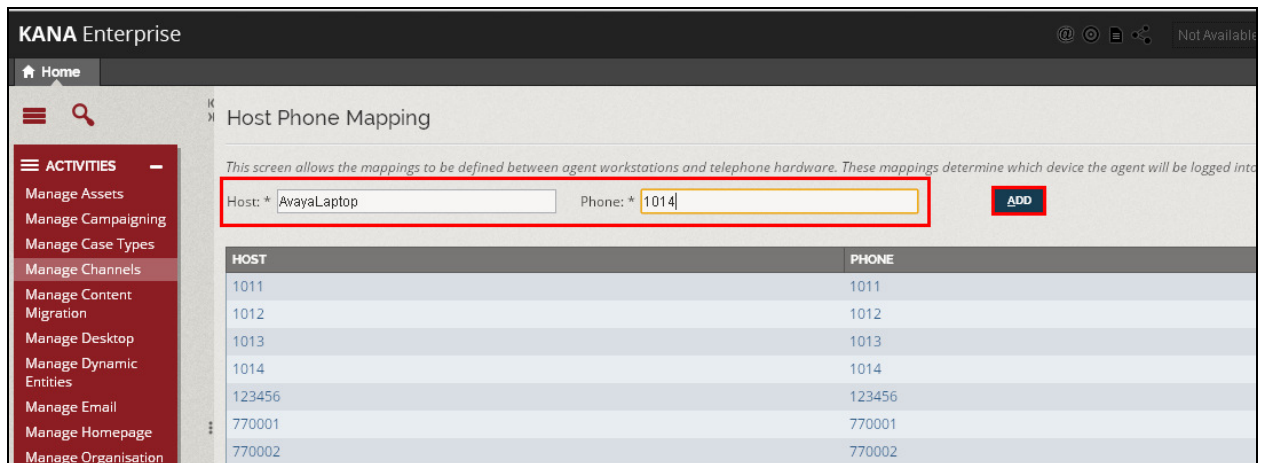 KANA Enterprise
Not Available
Home
Host Phone Mapping
ACTIVITIES
This screen allows the mappings to be defined between agent workstations and telephone hardware. These mappings determine which device the agent will be logged into
Manage Assets
Host: * AvayaLaptop Phone: * 1014 ADD
Manage Campaigning
Manage Case Types
HOST PHONE
Manage Channels
1011 1011
Manage Content
Migration
1012 1012
Manage Desktop
1013 1013
Manage Dynamic
Entities
1014 1014
123456 123456
Manage Email
770001 770001
Manage Homepage
770002 770002
Manage Organisation